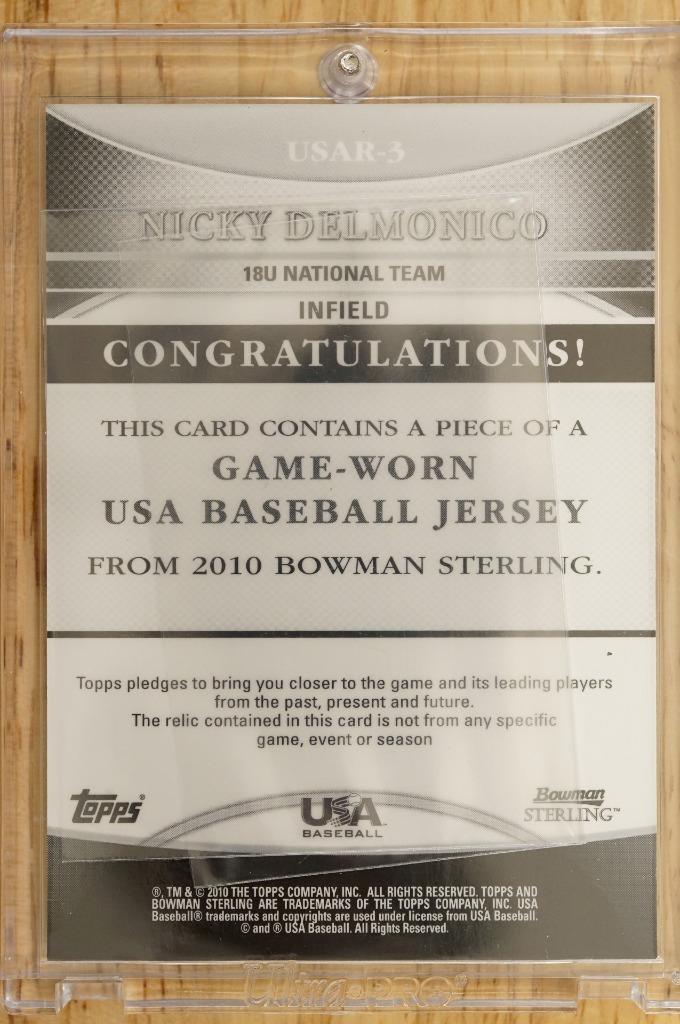 USAR-3
NICKY DELMONICO
18U NATIONAL TEAM
INFIELD
CONGRATULATIONS!
THIS CARD CONTAINS A PIECE OF A
GAME-WORN
USA BASEBALL JERSEY
FROM 2010 BOWMAN STERLING.
Topps pledges to bring you closer to the game and its leading players
from the past, present and future.
The relic contained in this card is not from any specific
game, event or season
topps®
USA
BASEBALL
Bowman
STERLING™
®, TM & © 2010 THE TOPPS COMPANY, INC. ALL RIGHTS RESERVED. TOPPS AND
BOWMAN STERLING ARE TRADEMARKS OF THE TOPPS COMPANY, INC. USA
Baseball® trademarks and copyrights are used under license from USA Baseball.
© and ® USA Baseball. All Rights Reserved.
Ultra•PRO®